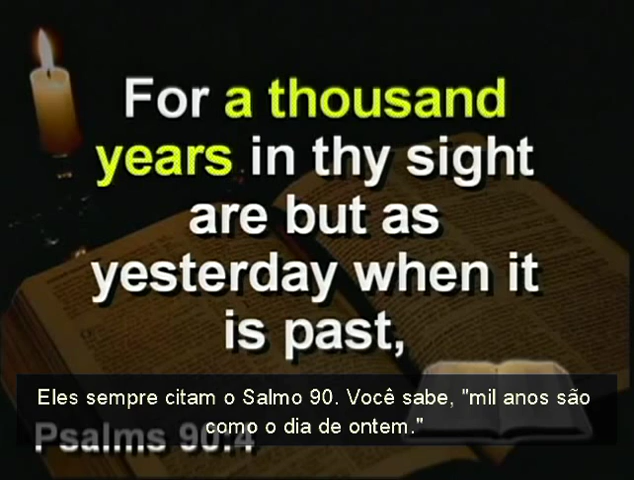 For a thousand
years in thy sight
are but as
yesterday when it
is past,
Eles sempre citam o Salmo 90. Você sabe, "mil anos são
como o dia de ontem."
Psalms 90:4